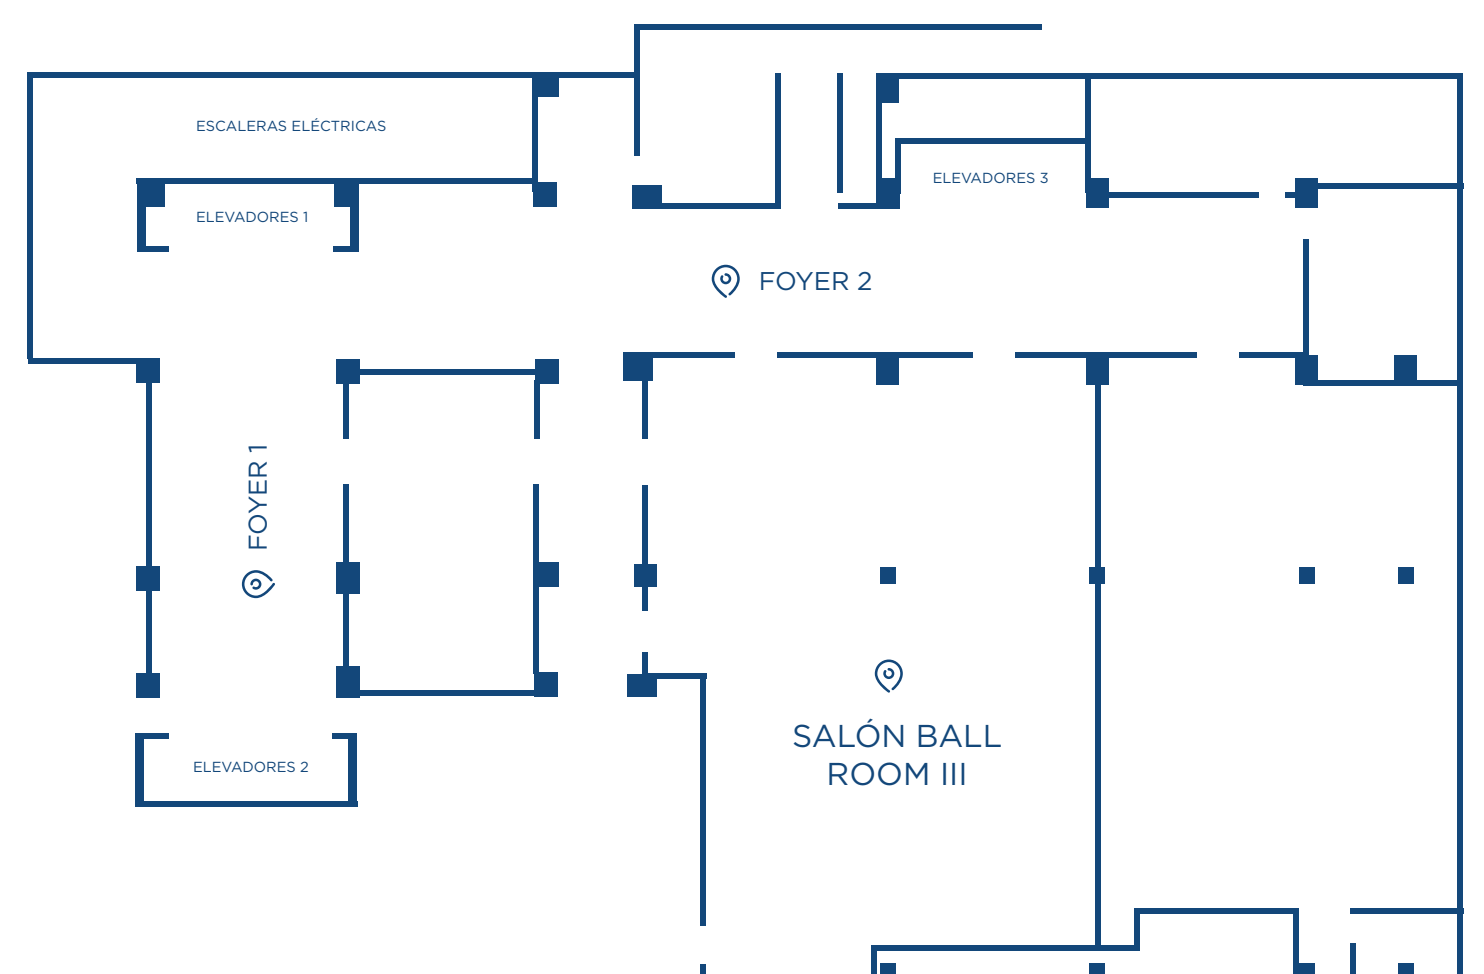 ESCALERAS ELÉCTRICAS
ELEVADORES 1
ELEVADORES 3
FOYER 2
FOYER 1
SALÓN BALL
ROOM III
ELEVADORES 2